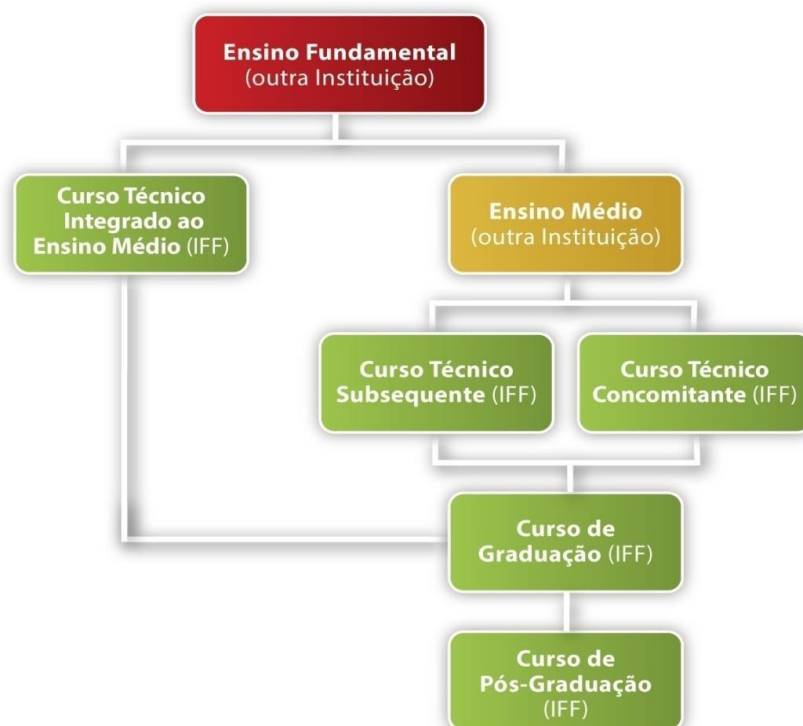 Ensino Fundamental
(outra Instituição)
Curso Técnico
Integrado ao
Ensino Médio (IFF)
Ensino Médio
(outra Instituição)
Curso Técnico
Subsequente (IFF)
Curso Técnico
Concomitante (IFF)
Curso de
Graduação (IFF)
Curso de
Pós-Graduação
(IFF)